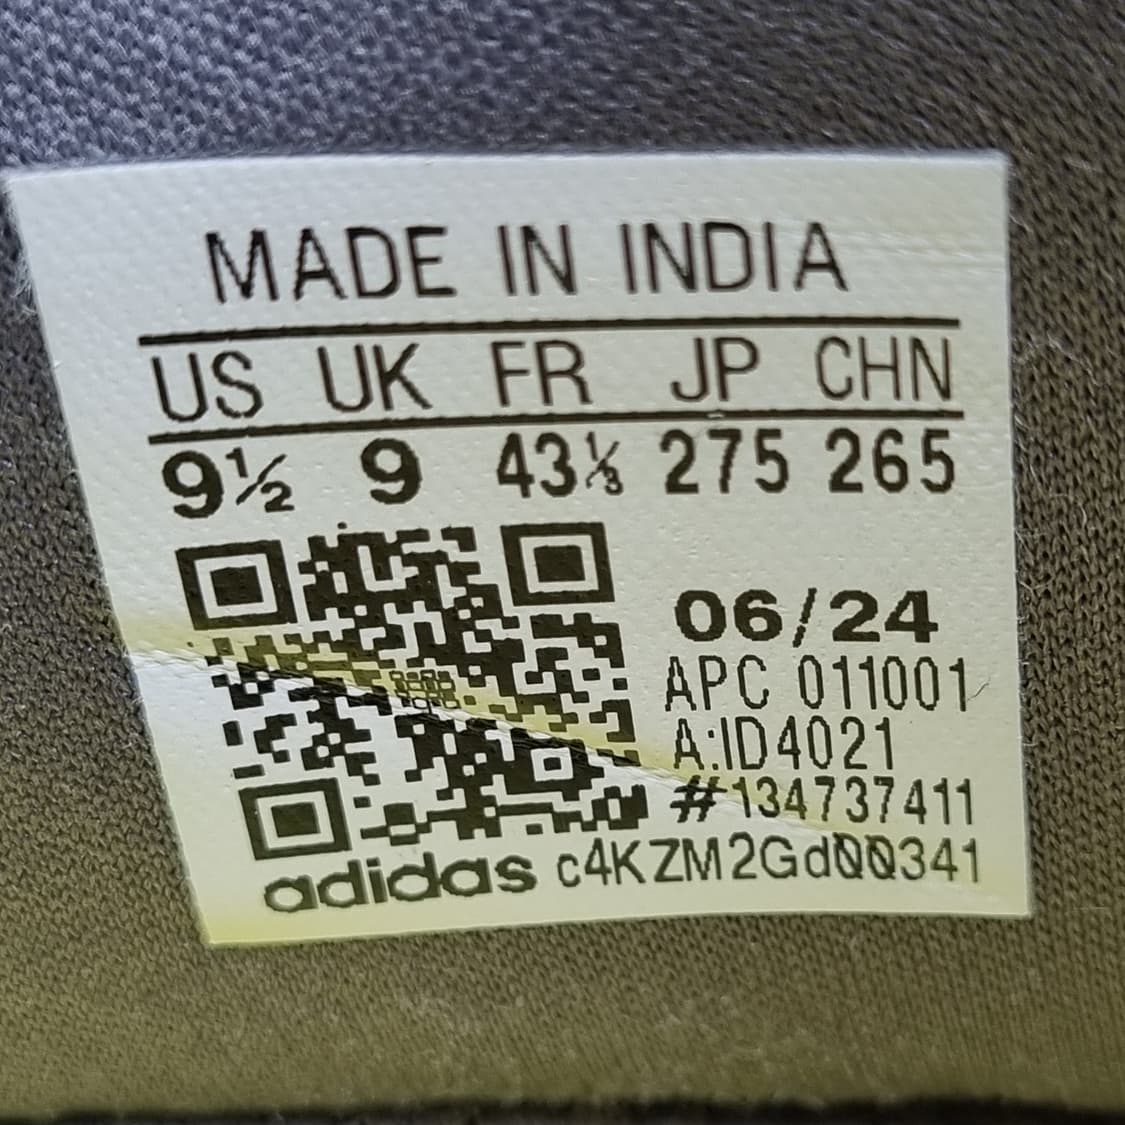 MADE IN INDIA
US UK FR JP CHN
9½ 9 43⅓ 275 265
06/24
APC 011001
A:ID4021
#134737411
adidas c4KZM2Gd00341